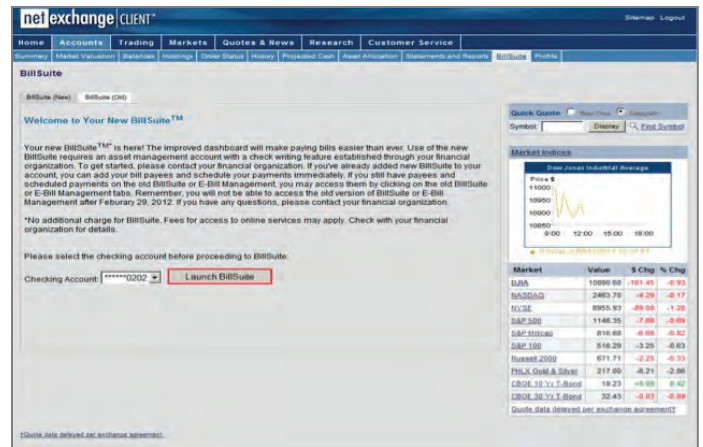 net exchange CLIENT™
Sitemap Logout
Home Accounts Trading Markets Quotes & News Research Customer Service
Summary Market Valuation Balances Holdings Order Status History Projected Cash Asset Allocation Statements and Reports BillSuite Profile
BillSuite
BillSuite (New) BillSuite (Old)
Welcome to Your New BillSuite™
Your new BillSuite™* is here! The improved dashboard will make
paying bills easier than ever. Use of the new
BillSuite requires an asset management account with a check writing feature established through your financial
organization. To get started, please contact your financial organization. If you've already added new BillSuite to your
account, you can add your bill payees and schedule your payments immediately. If you still have payees and
scheduled payments on the old BillSuite or E-Bill Management, you may access them by clicking on the old BillSuite
or E-Bill Management tabs. Remember, you will not be able to access the old version of BillSuite or E-Bill
Management after Feburary 29, 2012. If you have any questions, please contact your financial organization.
*No additional charge for BillSuite. Fees for access to online services may apply. Check with your financial
organization for details.
Please select the checking account before proceeding to BillSuite:
Checking Account: ******0202 Launch BillSuite
Quick Quote Real-Time Delayed†
Symbol Display Find Symbol
Market Indices
Dow Jones Industrial Average
Price $
11000
10950
10900
10850
9:00 12:00 15:00 18:00
Market Value $ Chg % Chg
DJIA 10890.60 -101.45 -0.93
NASDAQ 2463.70 -4.20 -0.17
NYSE 6955.93 -89.06 -1.26
S&P 500 1146.35 -7.88 -0.69
S&P Midcap 816.68 -6.68 -0.82
S&P 100 516.29 -3.25 -0.63
Russell 2000 671.71 -2.25 -0.33
PHLX Gold & Silver 217.00 -6.21 -2.86
CBOE 10 Yr T-Bond 19.23 +0.08 0.42
CBOE 30 Yr T-Bond 32.43 -0.03 -0.09
Quote data delayed per exchange agreement†
†Quote data delayed per exchange agreement.